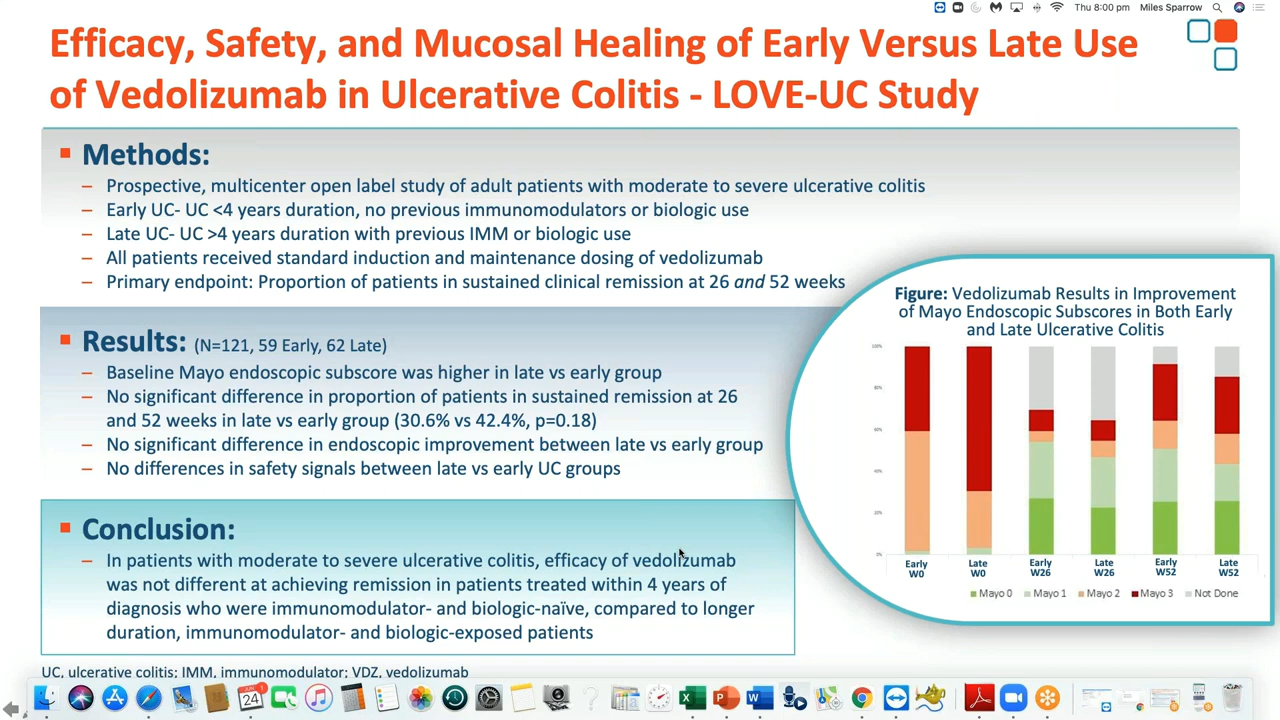 Thu 8:00 pm Miles Sparrow
Efficacy, Safety, and Mucosal Healing of Early Versus Late Use
of Vedolizumab in Ulcerative Colitis - LOVE-UC Study
Methods:
– Prospective, multicenter open label study of adult patients with moderate to severe ulcerative colitis
– Early UC- UC <4 years duration, no previous immunomodulators or biologic use
– Late UC- UC >4 years duration with previous IMM or biologic use
– All patients received standard induction and maintenance dosing of vedolizumab
– Primary endpoint: Proportion of patients in sustained clinical remission at 26 and 52 weeks
Results: (N=121, 59 Early, 62 Late)
– Baseline Mayo endoscopic subscore was higher in late vs early group
– No significant difference in proportion of patients in sustained remission at 26
and 52 weeks in late vs early group (30.6% vs 42.4%, p=0.18)
– No significant difference in endoscopic improvement between late vs early group
– No differences in safety signals between late vs early UC groups
Conclusion:
– In patients with moderate to severe ulcerative colitis, efficacy of vedolizumab
was not different at achieving remission in patients treated within 4 years of
diagnosis who were immunomodulator- and biologic-naïve, compared to longer
duration, immunomodulator- and biologic-exposed patients
Figure: Vedolizumab Results in Improvement
of Mayo Endoscopic Subscores in Both Early
and Late Ulcerative Colitis
100%
80%
60%
40%
20%
0%
Early Late Early Late Early Late
W0 W0 W26 W26 W52 W52
Mayo 0 Mayo 1 Mayo 2 Mayo 3 Not Done
UC, ulcerative colitis; IMM, immunomodulator; VDZ, vedolizumab
24